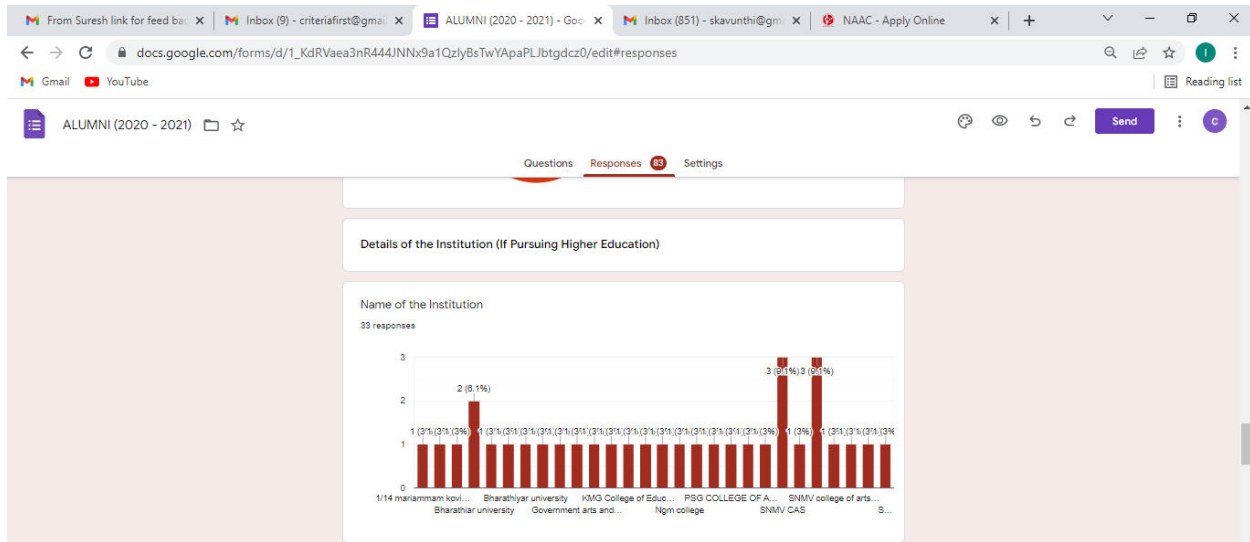 From Suresh link for feed bac
Inbox (9) - criteriafirst@gmai
ALUMNI (2020 - 2021) - Goo
Inbox (851) - skavunthi@gm
NAAC - Apply Online
docs.google.com/forms/d/1_KdRVaea3nR444JNNx9a1QzlyBsTwYApaPLJbtgdcz0/edit#responses
Gmail YouTube Reading list
ALUMNI (2020 - 2021) Send C
Questions Responses 83 Settings
Details of the Institution (If Pursuing Higher Education)
Name of the Institution
33 responses
3
3 (9.1%) 3 (9.1%)
2 (6.1%)
2
1
0
1/14 mariammam kovi... Bharathiyar university KMG College of Educ... PSG COLLEGE OF A... SNMV college of arts...
Bharathiar university Government arts and... Ngm college SNMV CAS S...